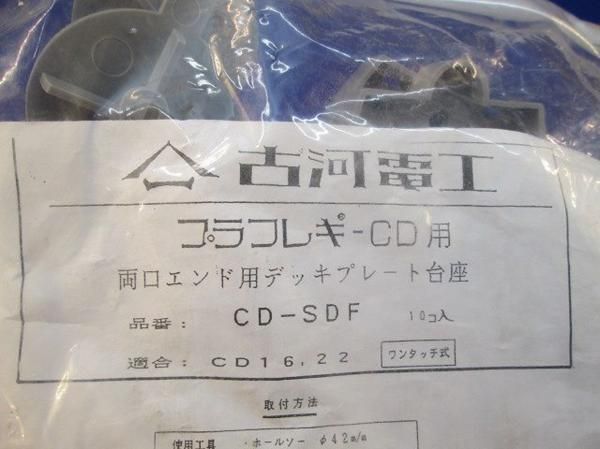 古河電工
プラフレキ-CD用
両口エンド用デッキプレート台座
品番: CD-SDF 10コ入
適合: CD16,22 ワンタッチ式
取付方法
使用工具 ・ホールソー φ42m/m